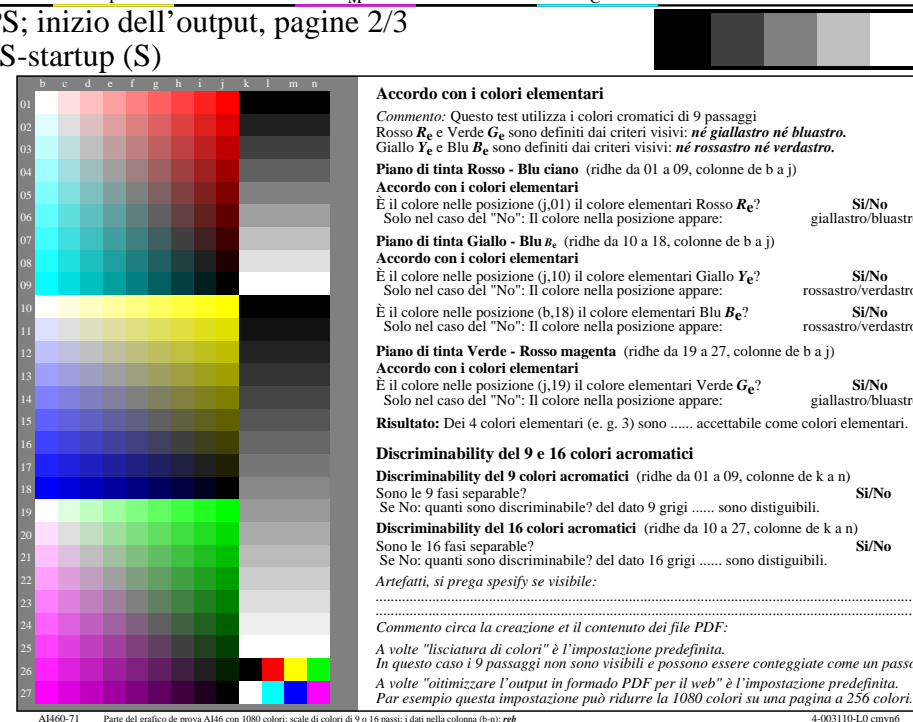 M
C
PS; inizio dell'output, pagine 2/3
S-startup (S)
b c d e f g h i j k l m n
01
02
03
04
05
06
07
08
09
10
11
12
13
14
15
16
17
18
19
20
21
22
23
24
25
26
27
Accordo con i colori elementari
Commento: Questo test utilizza i colori cromatici di 9 passaggi
Rosso Re e Verde Ge sono definiti dai criteri visivi: né giallastro né bluastro.
Giallo Ye e Blu Be sono definiti dai criteri visivi: né rossastro né verdastro.
Piano di tinta Rosso - Blu ciano (ridhe da 01 a 09, colonne de b a j)
Accordo con i colori elementari
È il colore nelle posizione (j,01) il colore elementari Rosso Re? Si/No
Solo nel caso del "No": Il colore nella posizione appare: giallastro/bluastro
Piano di tinta Giallo - Blu Be (ridhe da 10 a 18, colonne de b a j)
Accordo con i colori elementari
È il colore nelle posizione (j,10) il colore elementari Giallo Ye? Si/No
Solo nel caso del "No": Il colore nella posizione appare: rossastro/verdastro
È il colore nelle posizione (b,18) il colore elementari Blu Be? Si/No
Solo nel caso del "No": Il colore nella posizione appare: rossastro/verdastro
Piano di tinta Verde - Rosso magenta (ridhe da 19 a 27, colonne de b a j)
Accordo con i colori elementari
È il colore nelle posizione (j,19) il colore elementari Verde Ge? Si/No
Solo nel caso del "No": Il colore nella posizione appare: giallastro/bluastro
Risultato: Dei 4 colori elementari (e. g. 3) sono ...... accettabile come colori elementari.
Discriminability del 9 e 16 colori acromatici
Discriminability del 9 colori acromatici (ridhe da 01 a 09, colonne de k a n)
Sono le 9 fasi separable? Si/No
Se No: quanti sono discriminabile? del dato 9 grigi ...... sono distiguibili.
Discriminability del 16 colori acromatici (ridhe da 10 a 27, colonne de k a n)
Sono le 16 fasi separable? Si/No
Se No: quanti sono discriminabile? del dato 16 grigi ...... sono distiguibili.
Artefatti, si prega spesify se visibile:
Commento circa la creazione et il contenuto dei file PDF:
A volte "lisciatura di colori" è l'impostazione predefinita.
In questo caso i 9 passaggi non sono visibili e possono essere conteggiate come un passo
A volte "oitimizzare l'output in formado PDF per il web" è l'impostazione predefinita.
Par esempio questa impostazione può ridurre la 1080 colori su una pagina a 256 colori.
AI460-71 Parte del grafico de prova AI46 con 1080 colori; scale di colori di 9 o 16 passi; i dati nella colonna (b-n): rgb 4-003110-L0 cmyn6